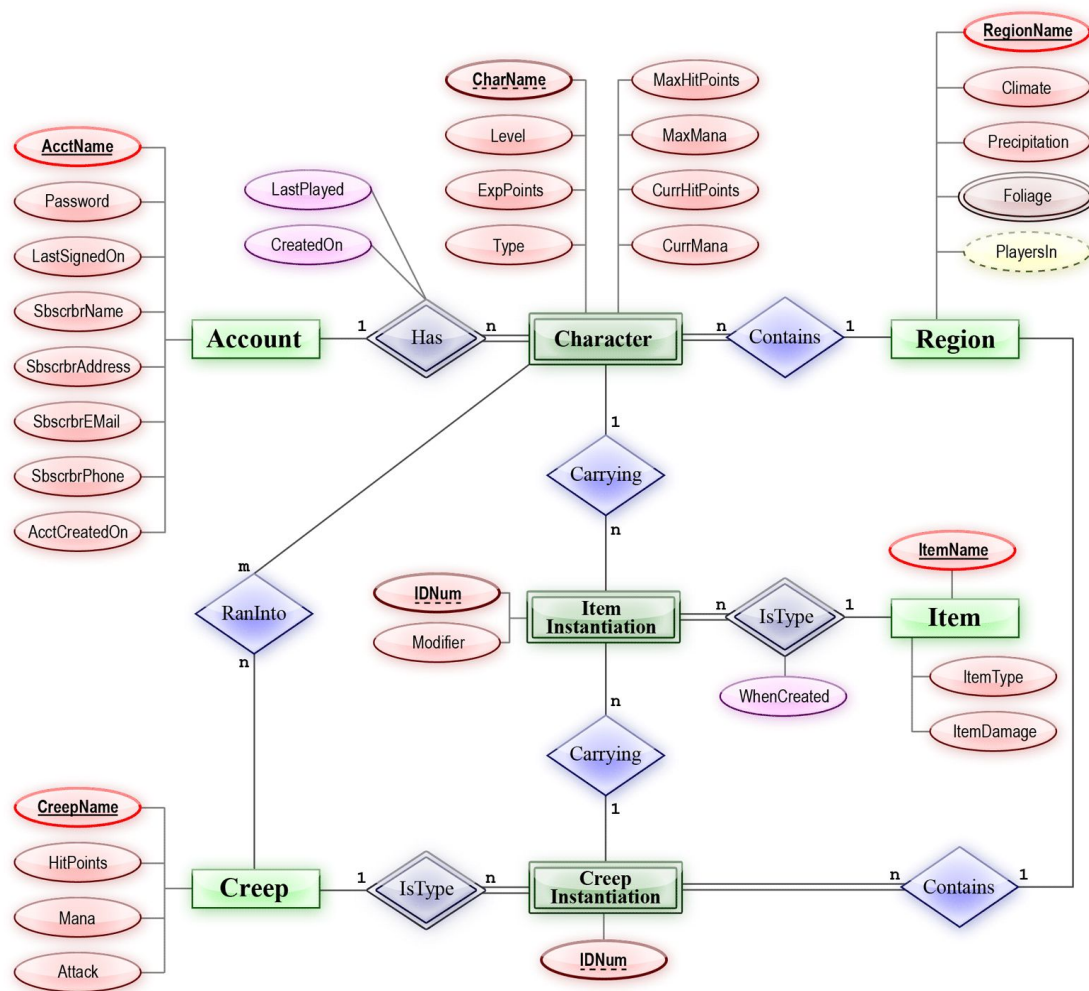 RegionName
CharName
MaxHitPoints
Climate
Level
MaxMana
AcctName
Precipitation
LastPlayed
ExpPoints
CurrHitPoints
Password
Foliage
CreatedOn
Type
CurrMana
LastSignedOn
PlayersIn
SbscrbrName
Account
1
Has
n
Character
n
Contains
1
Region
SbscrbrAddress
SbscrbrEMail
1
SbscrbrPhone
Carrying
AcctCreatedOn
n
ItemName
m
IDNum
RanInto
Item
Instantiation
n
IsType
1
Item
Modifier
n
ItemType
n
WhenCreated
ItemDamage
Carrying
CreepName
1
HitPoints
Creep
1
IsType
n
Creep
Instantiation
n
Contains
1
Mana
IDNum
Attack